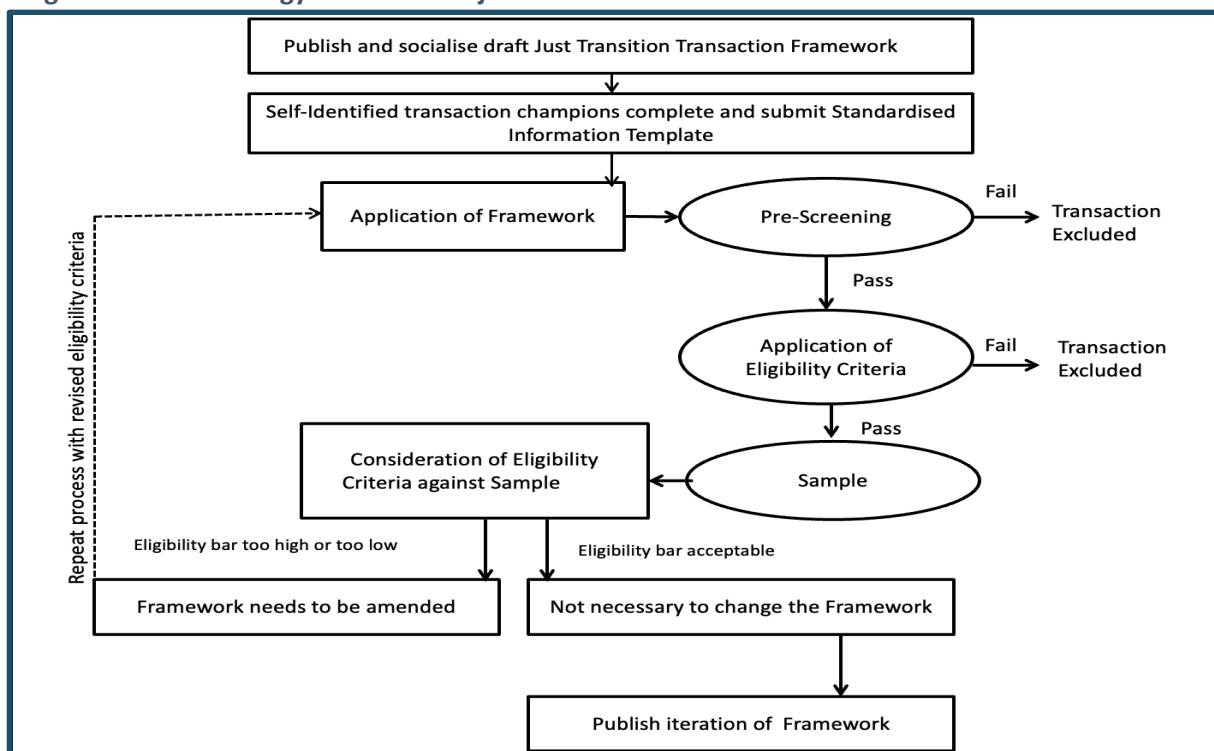 Publish and socialise draft Just Transition Transaction Framework
Self-Identified transaction champions complete and submit Standardised
Information Template
Application of Framework
Pre-Screening
Fail
Transaction
Excluded
Pass
Application of
Eligibility Criteria
Fail
Transaction
Excluded
Pass
Sample
Consideration of Eligibility
Criteria against Sample
Eligibility bar too high or too low
Eligibility bar acceptable
Repeat process with revised eligibility criteria
Framework needs to be amended
Not necessary to change the Framework
Publish iteration of Framework